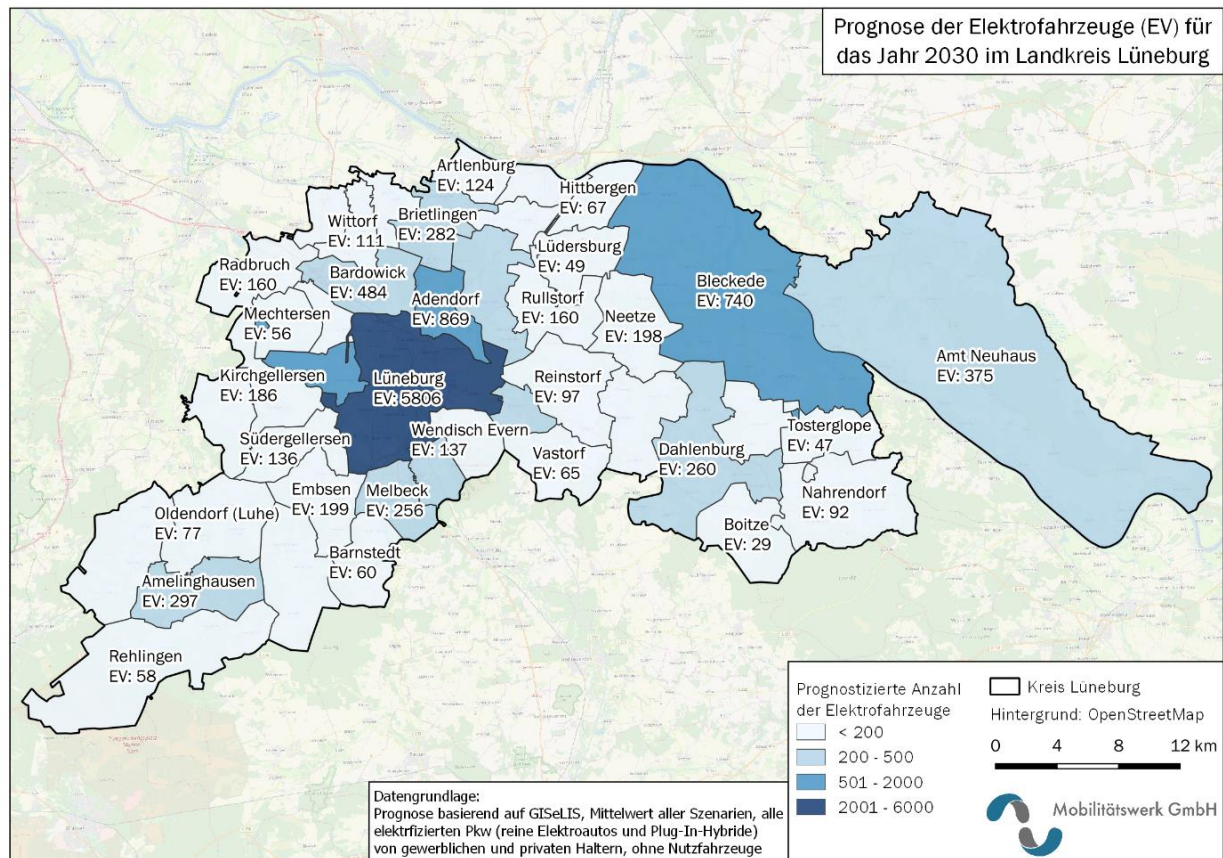 Prognose der Elektrofahrzeuge (EV) für
das Jahr 2030 im Landkreis Lüneburg
Artlenburg
EV: 124
Hittbergen
EV: 67
Wittorf
EV: 111
Brietlingen
EV: 282
Lüdersburg
EV: 49
Radbruch
EV: 160
Bardowick
EV: 484
Adendorf
EV: 869
Rullstorf
EV: 160
Neetze
EV: 198
Bleckede
EV: 740
Mechtersen
EV: 56
Amt Neuhaus
EV: 375
Kirchgellersen
EV: 186
Lüneburg
EV: 5806
Reinstorf
EV: 97
Südergellersen
EV: 136
Wendisch Evern
EV: 137
Vastorf
EV: 65
Dahlenburg
EV: 260
Tosterglope
EV: 47
Embsen
EV: 199
Melbeck
EV: 256
Nahrendorf
EV: 92
Oldendorf (Luhe)
EV: 77
Boitze
EV: 29
Barnstedt
EV: 60
Amelinghausen
EV: 297
Rehlingen
EV: 58
Prognostizierte Anzahl
der Elektrofahrzeuge
< 200
200 - 500
501 - 2000
2001 - 6000
Kreis Lüneburg
Hintergrund: OpenStreetMap
0 4 8 12 km
Mobilitätswerk GmbH
Datengrundlage:
Prognose basierend auf GISeLIS, Mittelwert aller Szenarien, alle
elektrfizierten Pkw (reine Elektroautos und Plug-In-Hybride)
von gewerblichen und privaten Haltern, ohne Nutzfahrzeuge